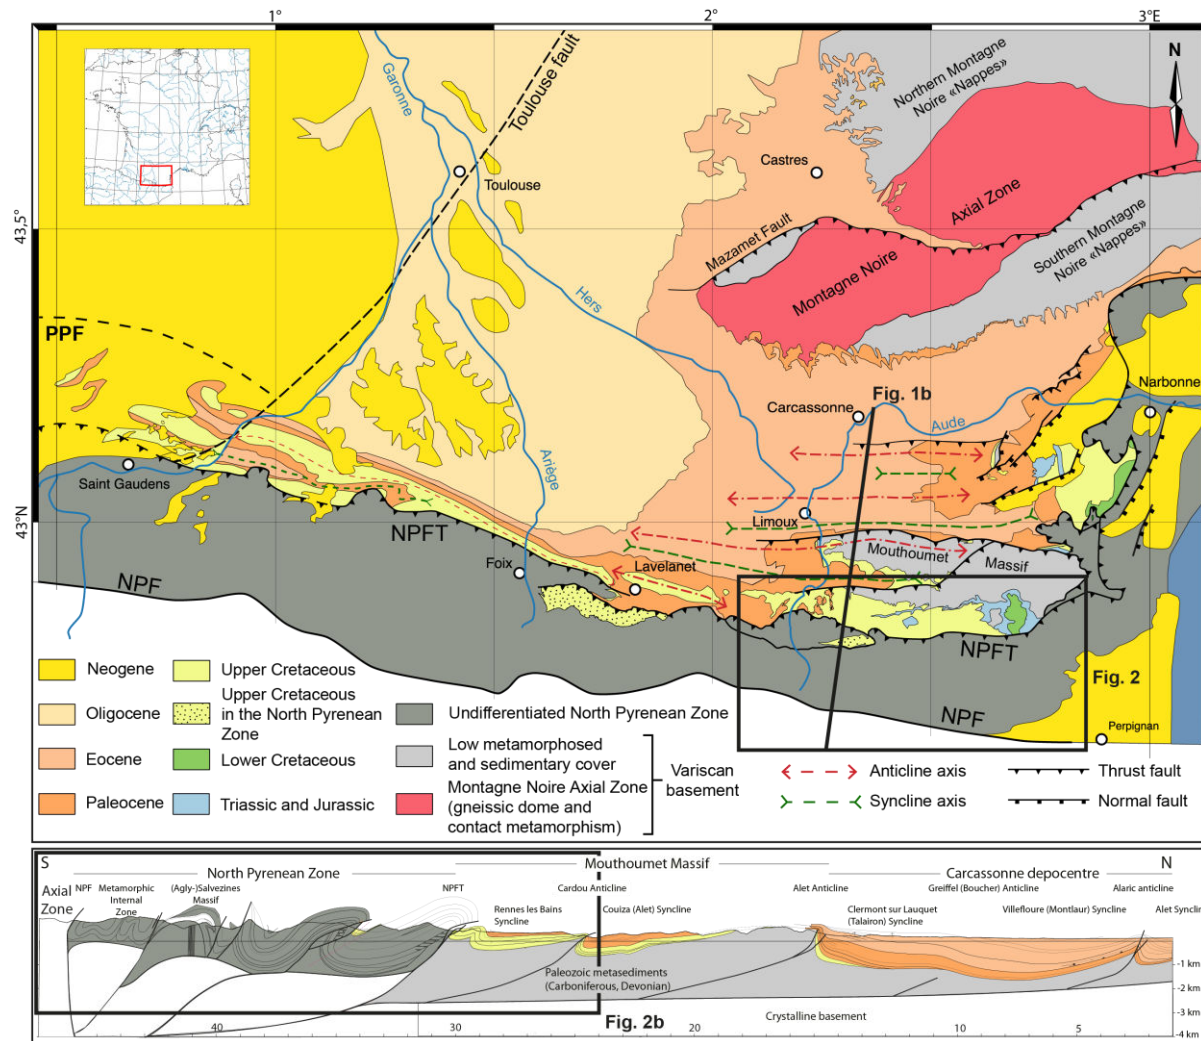 1°
2°
3°E
N
43,5°
43°N
Garonne
Toulouse fault
Toulouse
Castres
Northern Montagne
Noire «Nappes»
Axial Zone
Mazamet Fault
Montagne Noire
Southern Montagne
Noire «Nappes»
Hers
PPF
Fig. 1b
Carcassonne
Aude
Narbonne
Saint Gaudens
Ariège
Limoux
NPFT
Mouthoumet
Massif
Foix
Lavelanet
NPF
NPFT
Fig. 2
NPF
Perpignan
Neogene
Oligocene
Eocene
Paleocene
Upper Cretaceous
Upper Cretaceous
in the North Pyrenean
Zone
Lower Cretaceous
Triassic and Jurassic
Undifferentiated North Pyrenean Zone
Low metamorphosed
and sedimentary cover
Montagne Noire Axial Zone
(gneissic dome and
contact metamorphism)
Variscan
basement
Anticline axis
Syncline axis
Thrust fault
Normal fault
S
N
North Pyrenean Zone
Mouthoumet Massif
Carcassonne depocentre
Axial
Zone
NPF
Metamorphic
Internal
Zone
(Agly-)Salvezines
Massif
NPFT
Rennes les Bains
Syncline
Cardou Anticline
Couiza (Alet) Syncline
Alet Anticline
Clermont sur Lauquet
(Talairon) Syncline
Greiffel (Boucher) Anticline
Villefloure (Montlaur) Syncline
Alaric anticline
Alet Synclin
Paleozoic metasediments
(Carboniferous, Devonian)
Crystalline basement
-1 km
-2 km
-3 km
-4 km
40
30
20
10
5
Fig. 2b